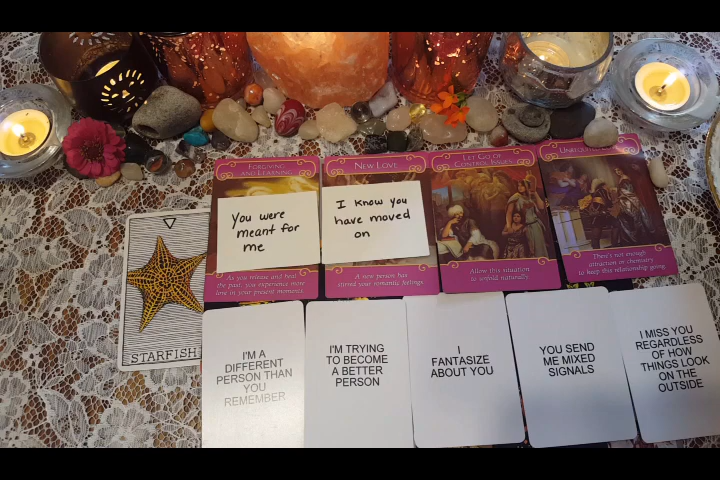 FORGIVING
AND LEARNING
You were
meant for
me
As you release and heal
the past, you experience more
love in your present moments.
NEW LOVE
I know you
have moved
on
A new person has
stirred your romantic feelings.
LET GO OF
CONTROL ISSUES
Allow this situation
to unfold naturally.
There's not enough
attraction or chemistry
to keep this relationship going
STARFISH
I'M A
DIFFERENT
PERSON THAN
YOU
REMEMBER
I'M TRYING
TO BECOME
A BETTER
PERSON
I
FANTASIZE
ABOUT YOU
YOU SEND
ME MIXED
SIGNALS
I MISS YOU
REGARDLESS
OF HOW
THINGS LOOK
ON THE
OUTSIDE